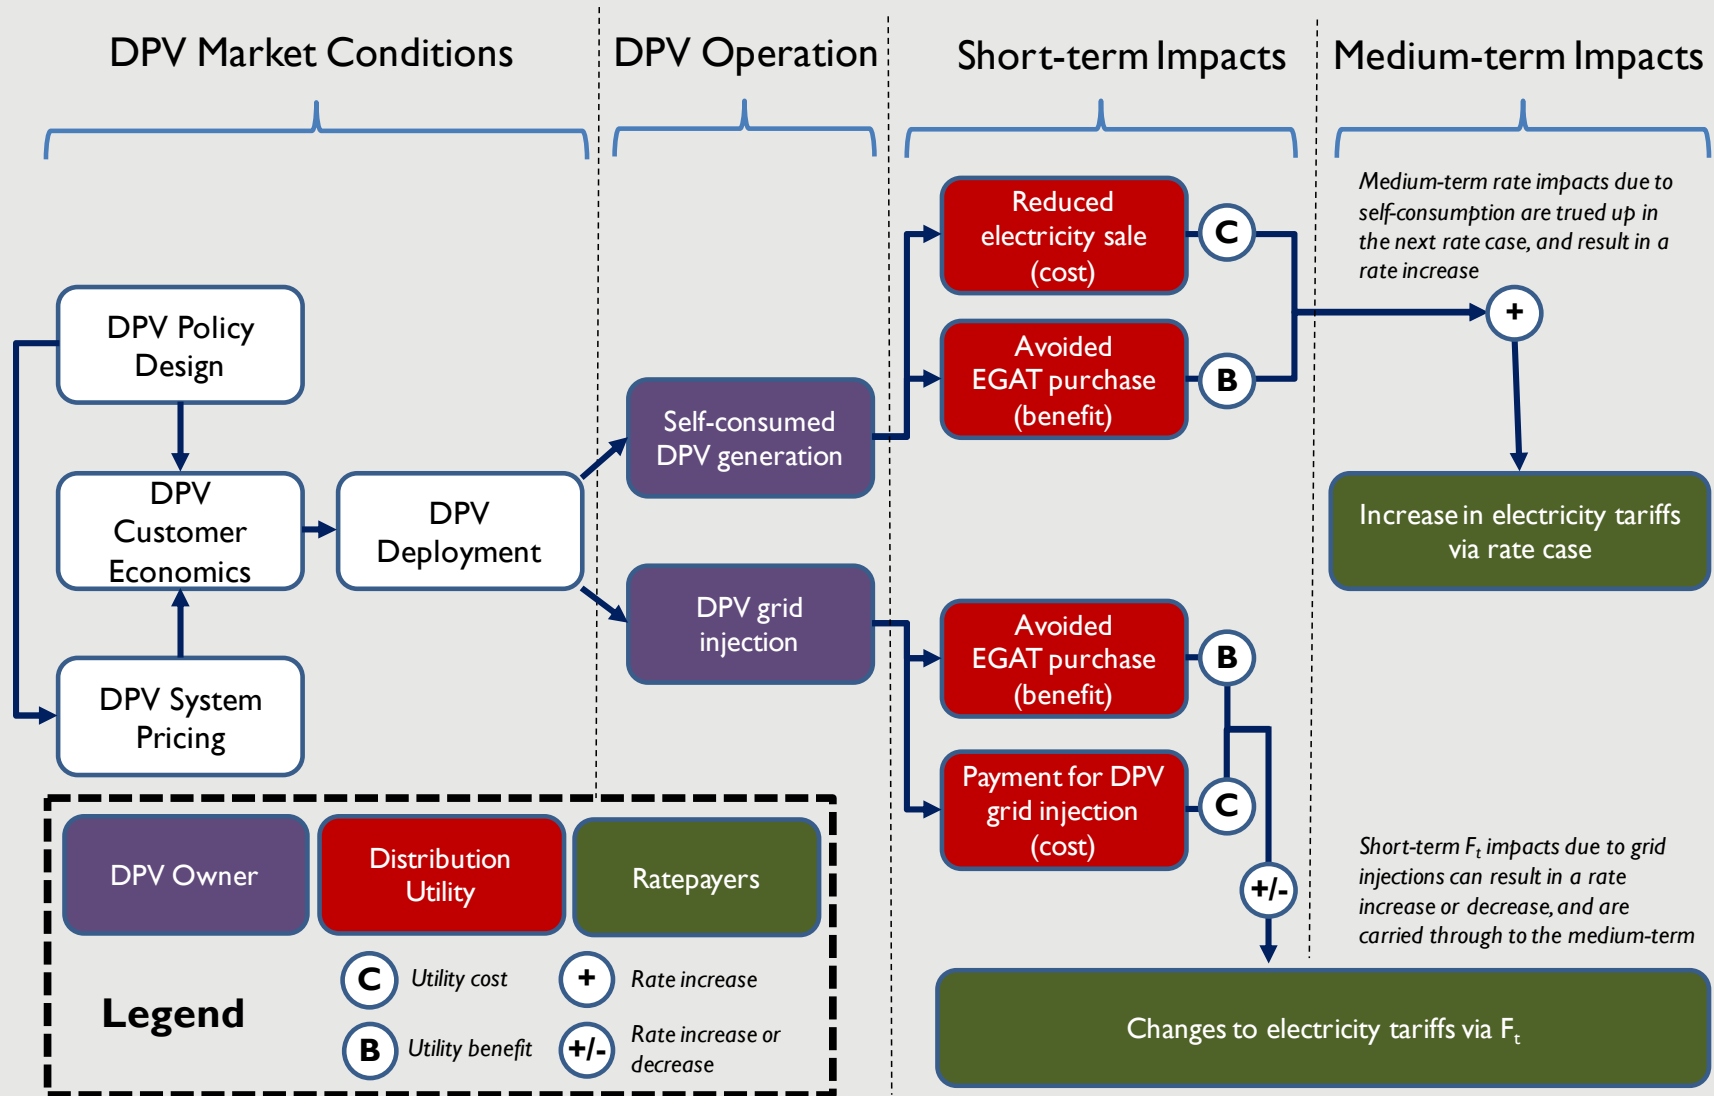 DPV Market Conditions
DPV Operation
Short-term Impacts
Medium-term Impacts
DPV Policy
Design
DPV
Customer
Economics
DPV System
Pricing
DPV
Deployment
Self-consumed
DPV generation
DPV grid
injection
Reduced
electricity sale
(cost)
C
Avoided
EGAT purchase
(benefit)
B
Avoided
EGAT purchase
(benefit)
B
Payment for DPV
grid injection
(cost)
C
+/-
Medium-term rate impacts due to
self-consumption are trued up in
the next rate case, and result in a
rate increase
+
Increase in electricity tariffs
via rate case
Short-term Ft impacts due to grid
injections can result in a rate
increase or decrease, and are
carried through to the medium-term
Changes to electricity tariffs via Ft
DPV Owner
Distribution
Utility
Ratepayers
Legend
C Utility cost
+ Rate increase
B Utility benefit
+/- Rate increase or
decrease